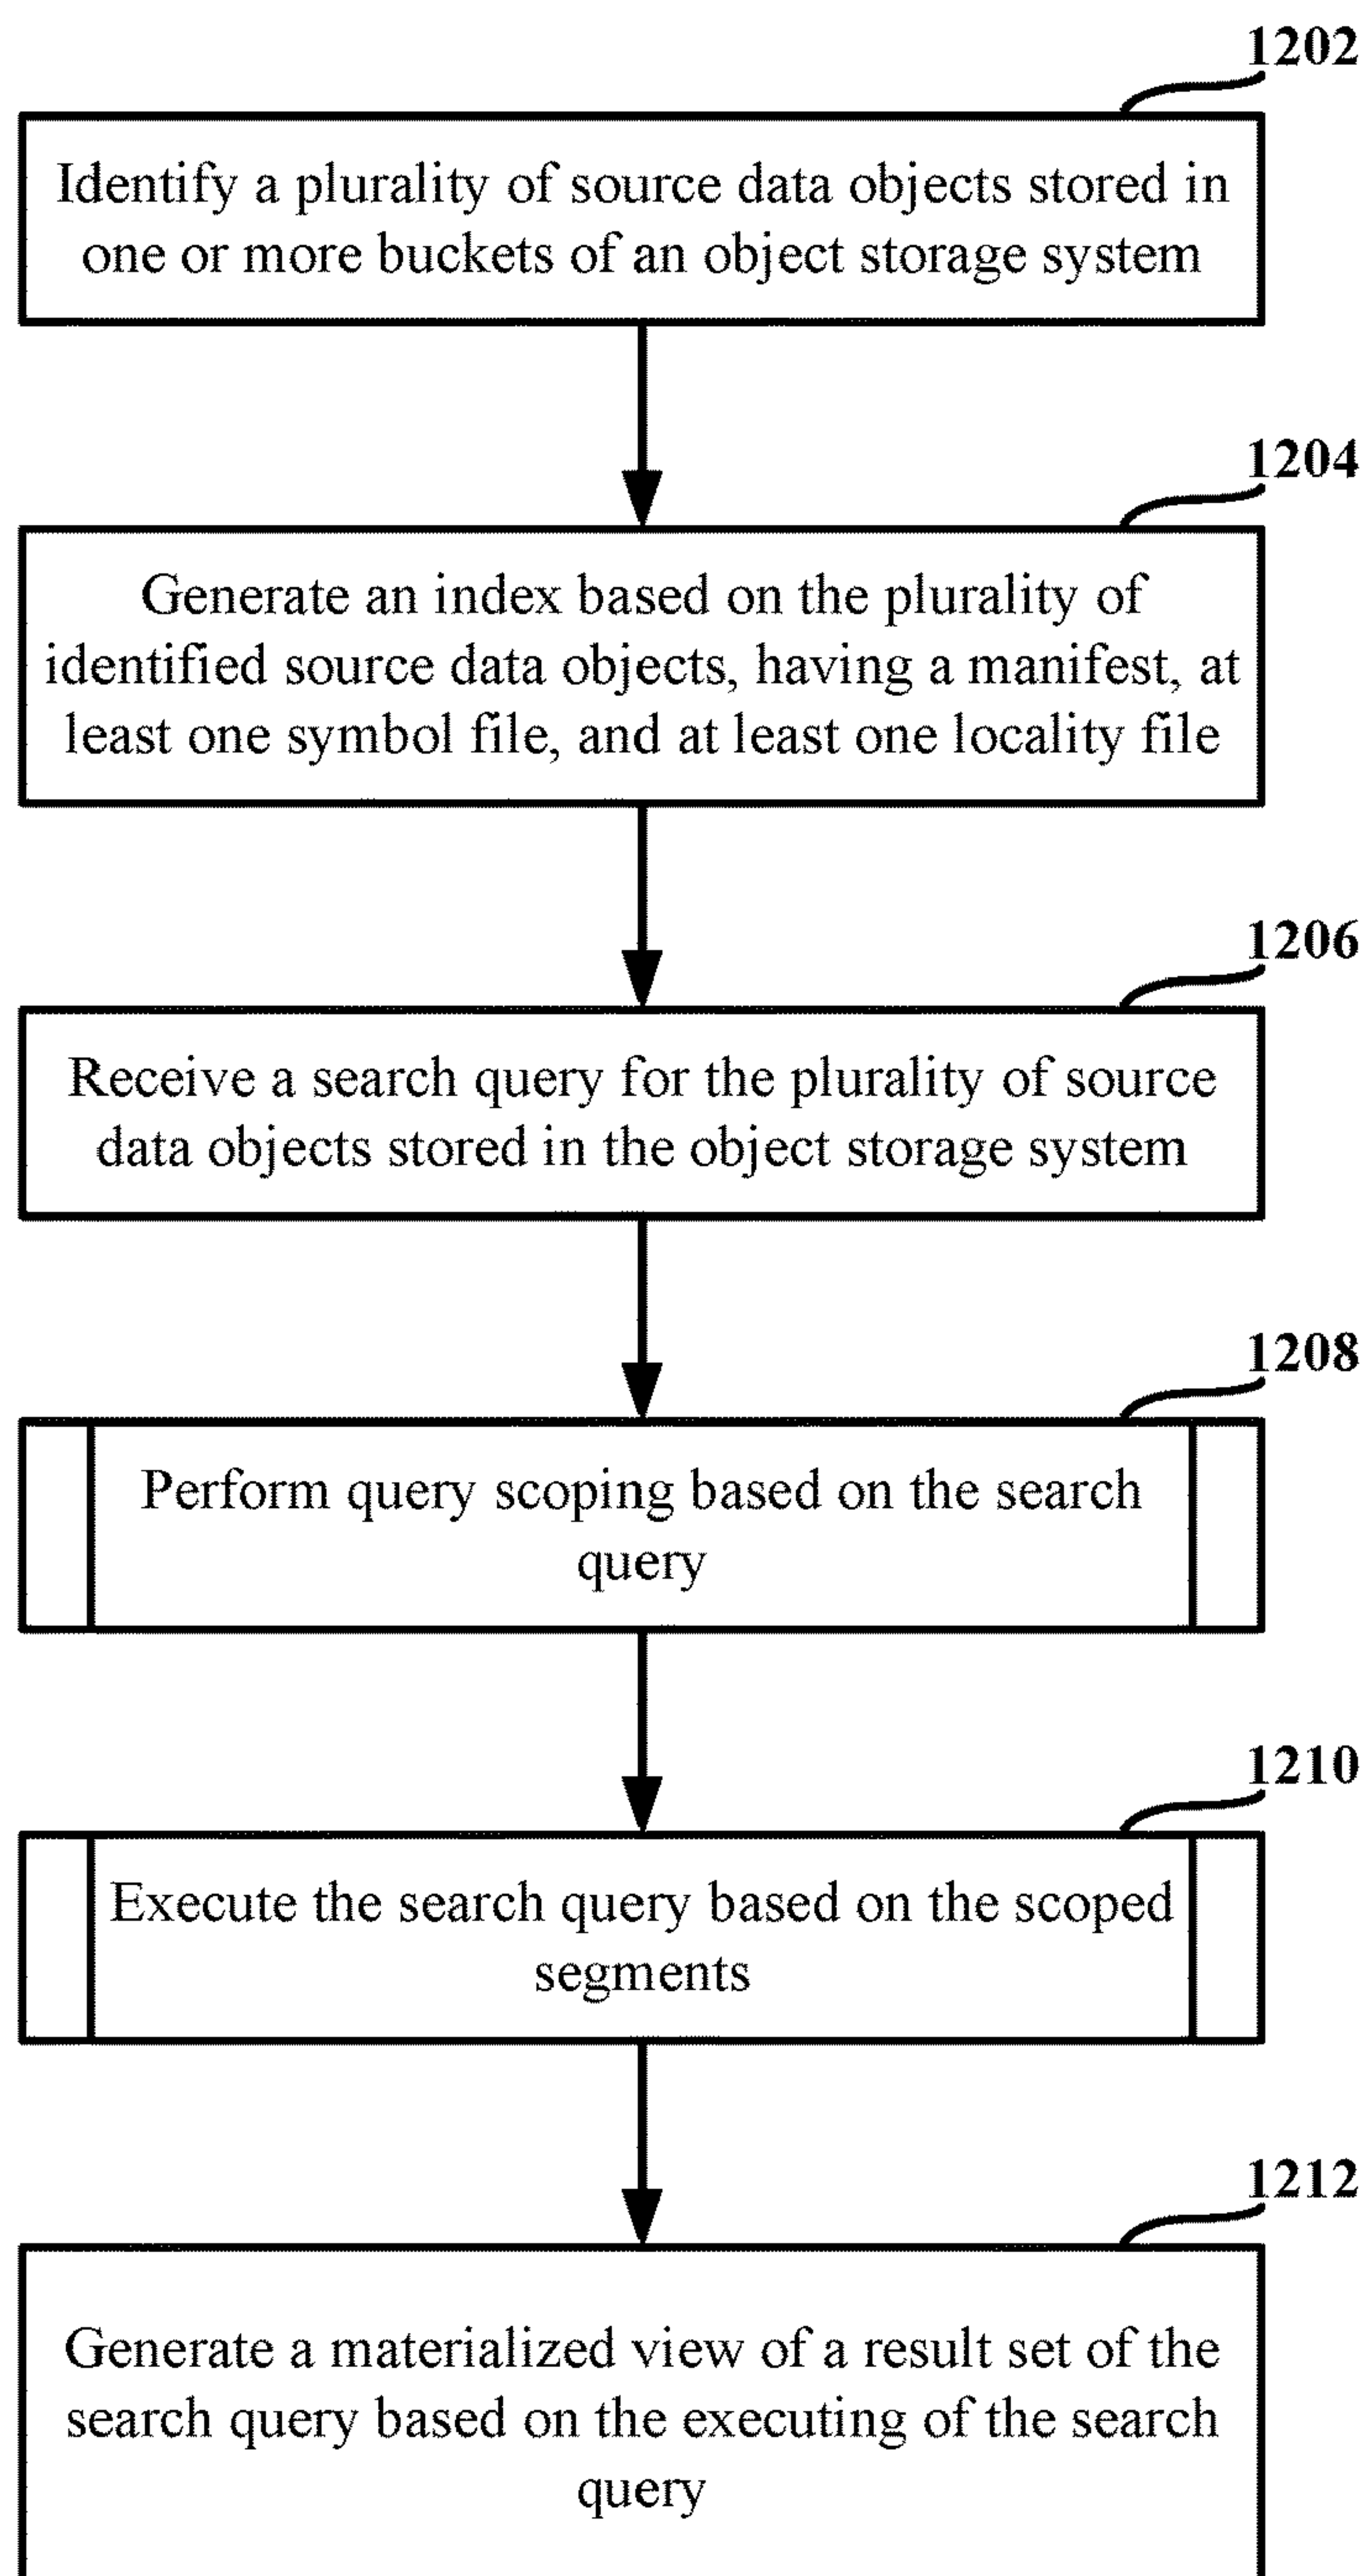 1202
Identify a plurality of source data objects stored in
one or more buckets of an object storage system
1204
Generate an index based on the plurality of
identified source data objects, having a manifest, at
least one symbol file, and at least one locality file
1206
Receive a search query for the plurality of source
data objects stored in the object storage system
1208
Perform query scoping based on the search
query
1210
Execute the search query based on the scoped
segments
1212
Generate a materialized view of a result set of the
search query based on the executing of the search
query